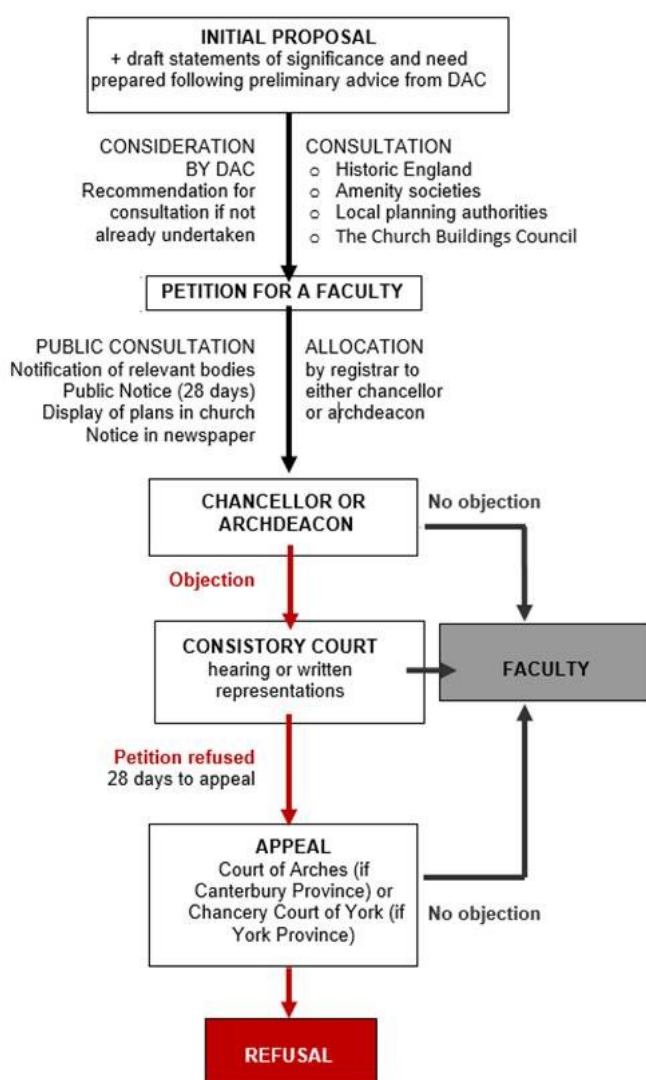 INITIAL PROPOSAL
+ draft statements of significance and need
prepared following preliminary advice from DAC
CONSIDERATION
BY DAC
Recommendation for
consultation if not
already undertaken
CONSULTATION
o Historic England
o Amenity societies
o Local planning authorities
o The Church Buildings Council
PETITION FOR A FACULTY
PUBLIC CONSULTATION
Notification of relevant bodies
Public Notice (28 days)
Display of plans in church
Notice in newspaper
ALLOCATION
by registrar to
either chancellor
or archdeacon
CHANCELLOR OR
ARCHDEACON
No objection
Objection
CONSISTORY COURT
hearing or written
representations
FACULTY
Petition refused
28 days to appeal
APPEAL
Court of Arches (if
Canterbury Province) or
Chancery Court of York (if
York Province)
No objection
REFUSAL